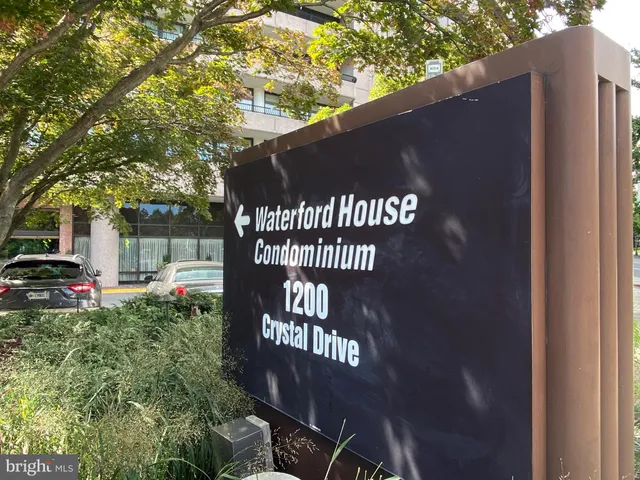 Waterford House
Condominium
1200
Crystal Drive
bright MLS